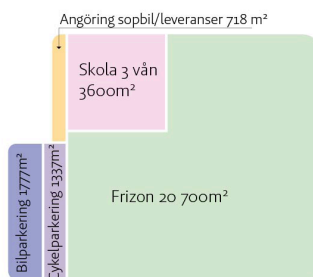 Angöring sopbil/leveranser 718 m²
Skola 3 vån
3600m²
Frizon 20 700m²
Bilparkering 1777m²
Cykelparkering 1337m²